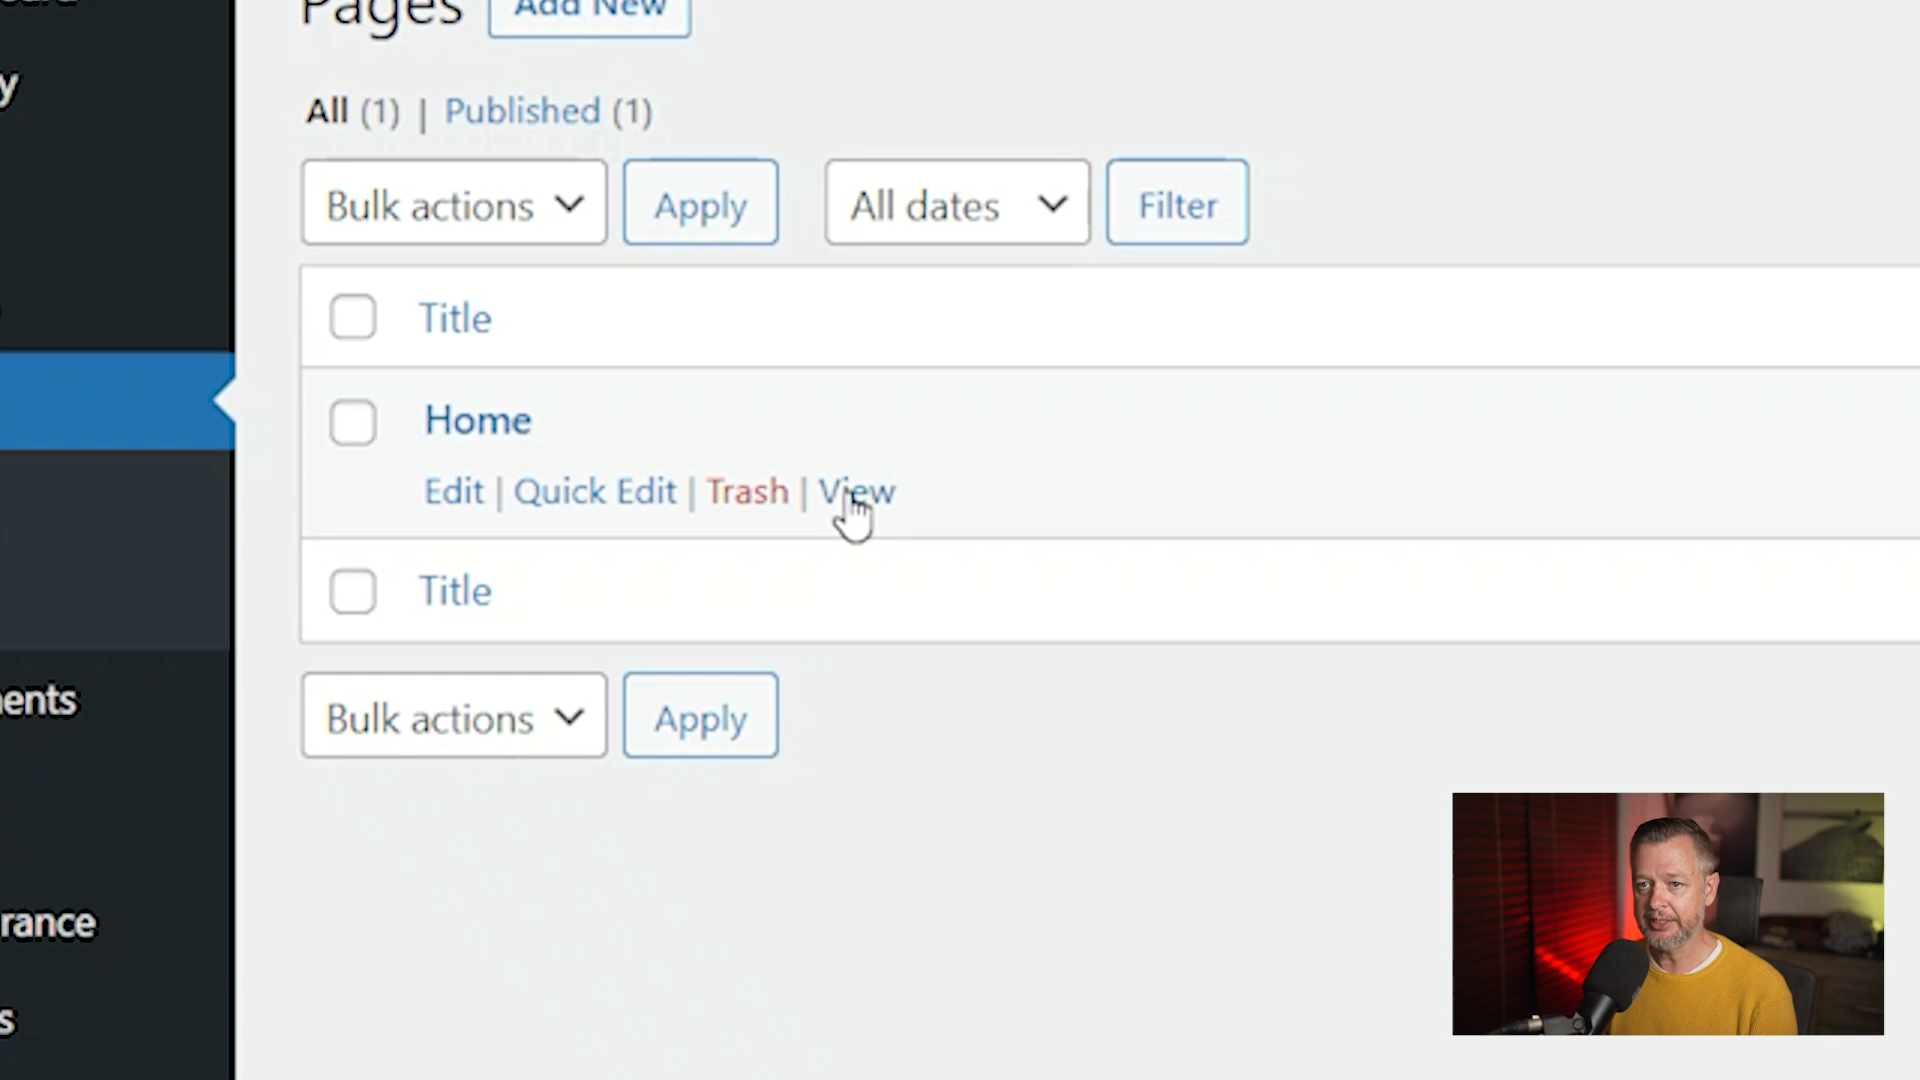 Pages Add New
y
All (1) | Published (1)
Bulk actions Apply All dates Filter
Title
Home
Edit | Quick Edit | Trash | View
Title
ents
Bulk actions Apply
rance
s